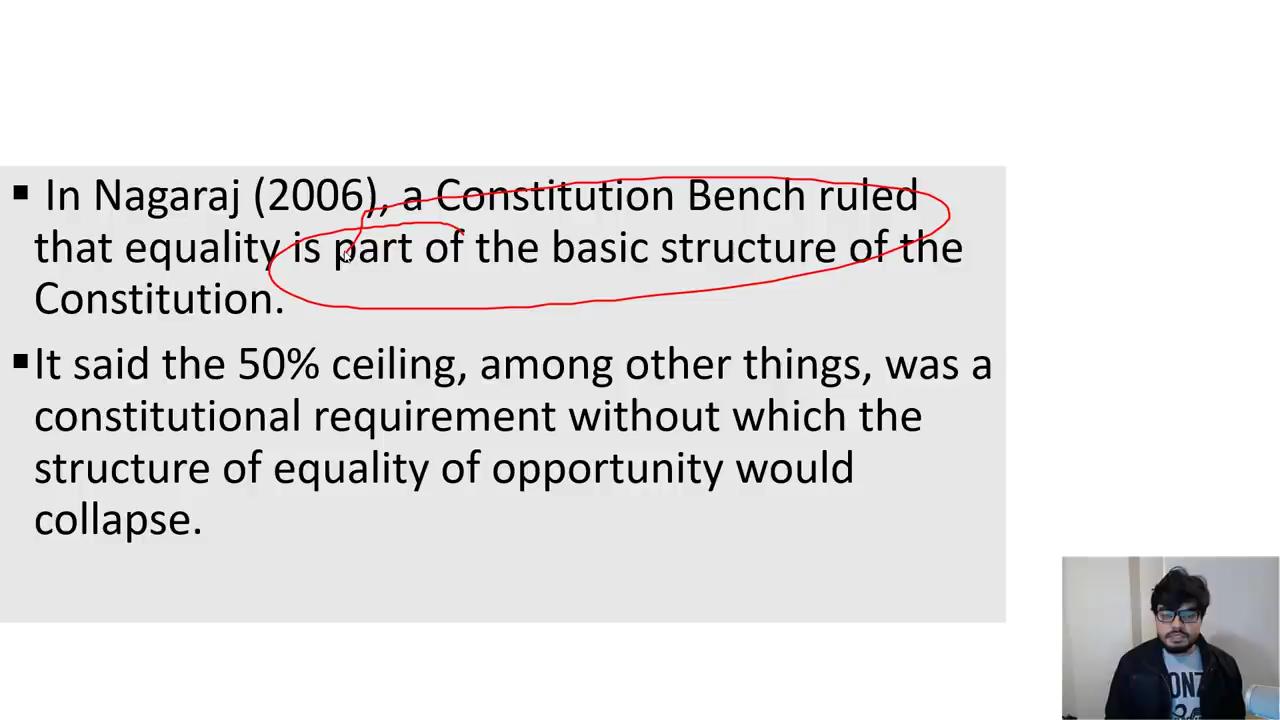 ▪ In Nagaraj (2006), a Constitution Bench ruled
that equality is part of the basic structure of the
Constitution.
▪It said the 50% ceiling, among other things, was a
constitutional requirement without which the
structure of equality of opportunity would
collapse.
ONZ